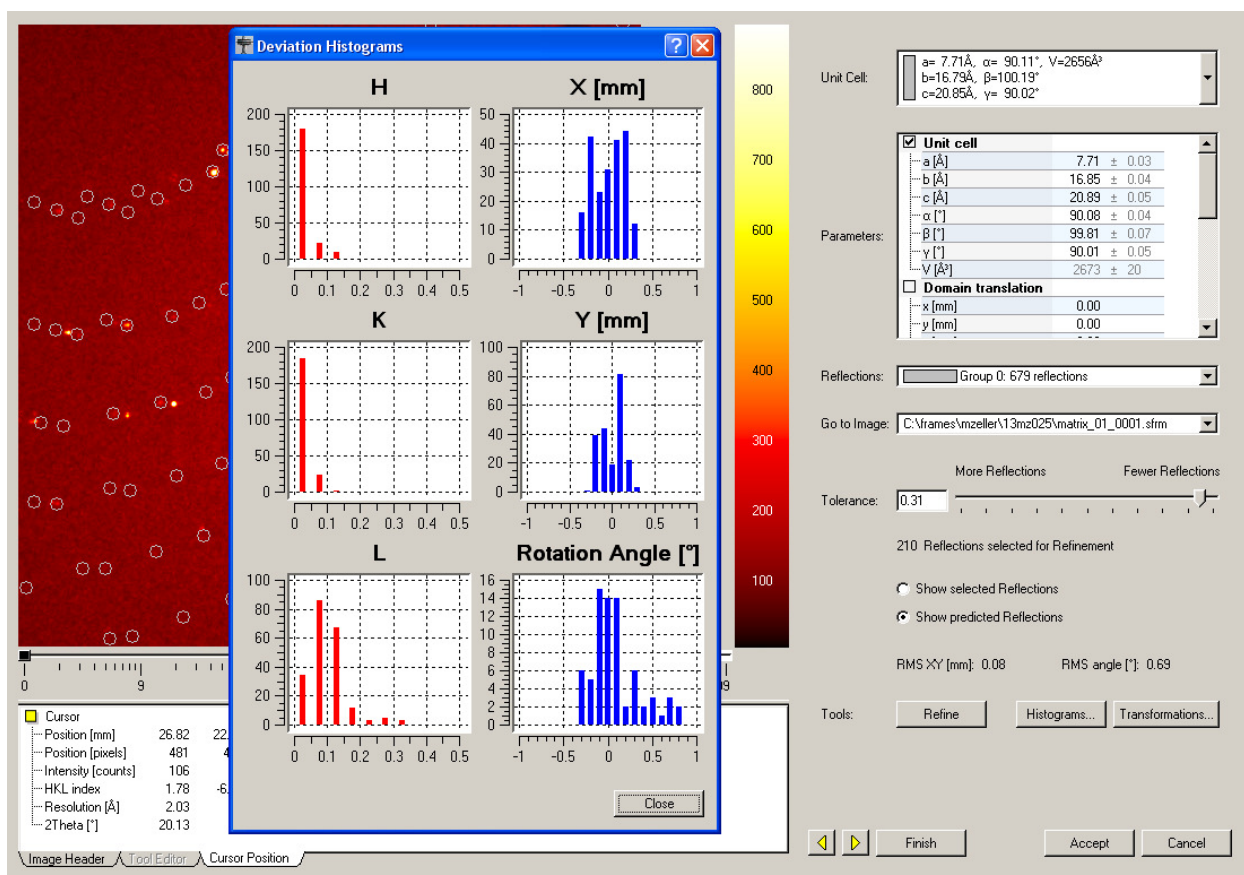 Deviation Histograms
H
200
150
100
50
0
0 0.1 0.2 0.3 0.4 0.5
X [mm]
50
40
30
20
10
0
-1 -0.5 0 0.5 1
K
200
150
100
50
0
0 0.1 0.2 0.3 0.4 0.5
Y [mm]
100
80
60
40
20
0
-1 -0.5 0 0.5 1
L
100
80
60
40
20
0
0 0.1 0.2 0.3 0.4 0.5
Rotation Angle [°]
16
14
12
10
8
6
4
2
0
-1 -0.5 0 0.5 1
Close
800
700
600
500
400
300
200
100
0 9
Cursor
Position [mm] 26.82 22.
Position [pixels] 481
Intensity [counts] 106
HKL index 1.78 -6.
Resolution [Å] 2.03
2Theta [°] 20.13
Image Header Tool Editor Cursor Position
Unit Cell:
a= 7.71Å, α= 90.11°, V=2656Å³
b=16.79Å, β=100.19°
c=20.85Å, γ= 90.02°
Parameters:
Unit cell
a [Å] 7.71 ± 0.03
b [Å] 16.85 ± 0.04
c [Å] 20.89 ± 0.05
α [°] 90.08 ± 0.04
β [°] 99.81 ± 0.07
γ [°] 90.01 ± 0.05
V [Å³] 2673 ± 20
Domain translation
x [mm] 0.00
y [mm] 0.00
Reflections: Group 0: 679 reflections
Go to Image: C:\frames\mzeller\13mz025\matrix_01_0001.sfrm
More Reflections Fewer Reflections
Tolerance: 0.31
210 Reflections selected for Refinement
Show selected Reflections
Show predicted Reflections
RMS XY [mm]: 0.08 RMS angle [°]: 0.69
Tools: Refine Histograms... Transformations...
Finish Accept Cancel